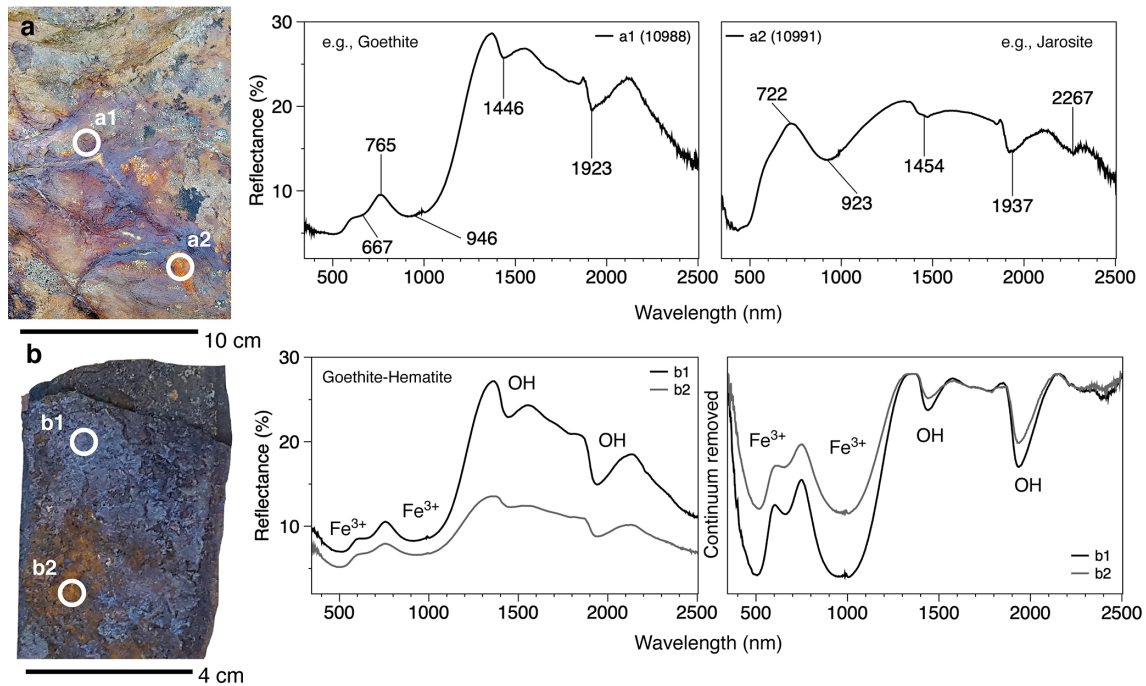 a
a1
a2
10 cm
30
20
10
Reflectance (%)
e.g., Goethite
a1 (10988)
765
667
946
1446
1923
500 1000 1500 2000 2500
a2 (10991)
e.g., Jarosite
722
923
1454
1937
2267
500 1000 1500 2000 2500
Wavelength (nm)
b
b1
b2
4 cm
30
20
10
Reflectance (%)
Goethite-Hematite
b1
b2
OH
OH
Fe³⁺
Fe³⁺
500 1000 1500 2000 2500
Wavelength (nm)
Continuum removed
Fe³⁺
Fe³⁺
OH
OH
b1
b2
500 1000 1500 2000 2500
Wavelength (nm)